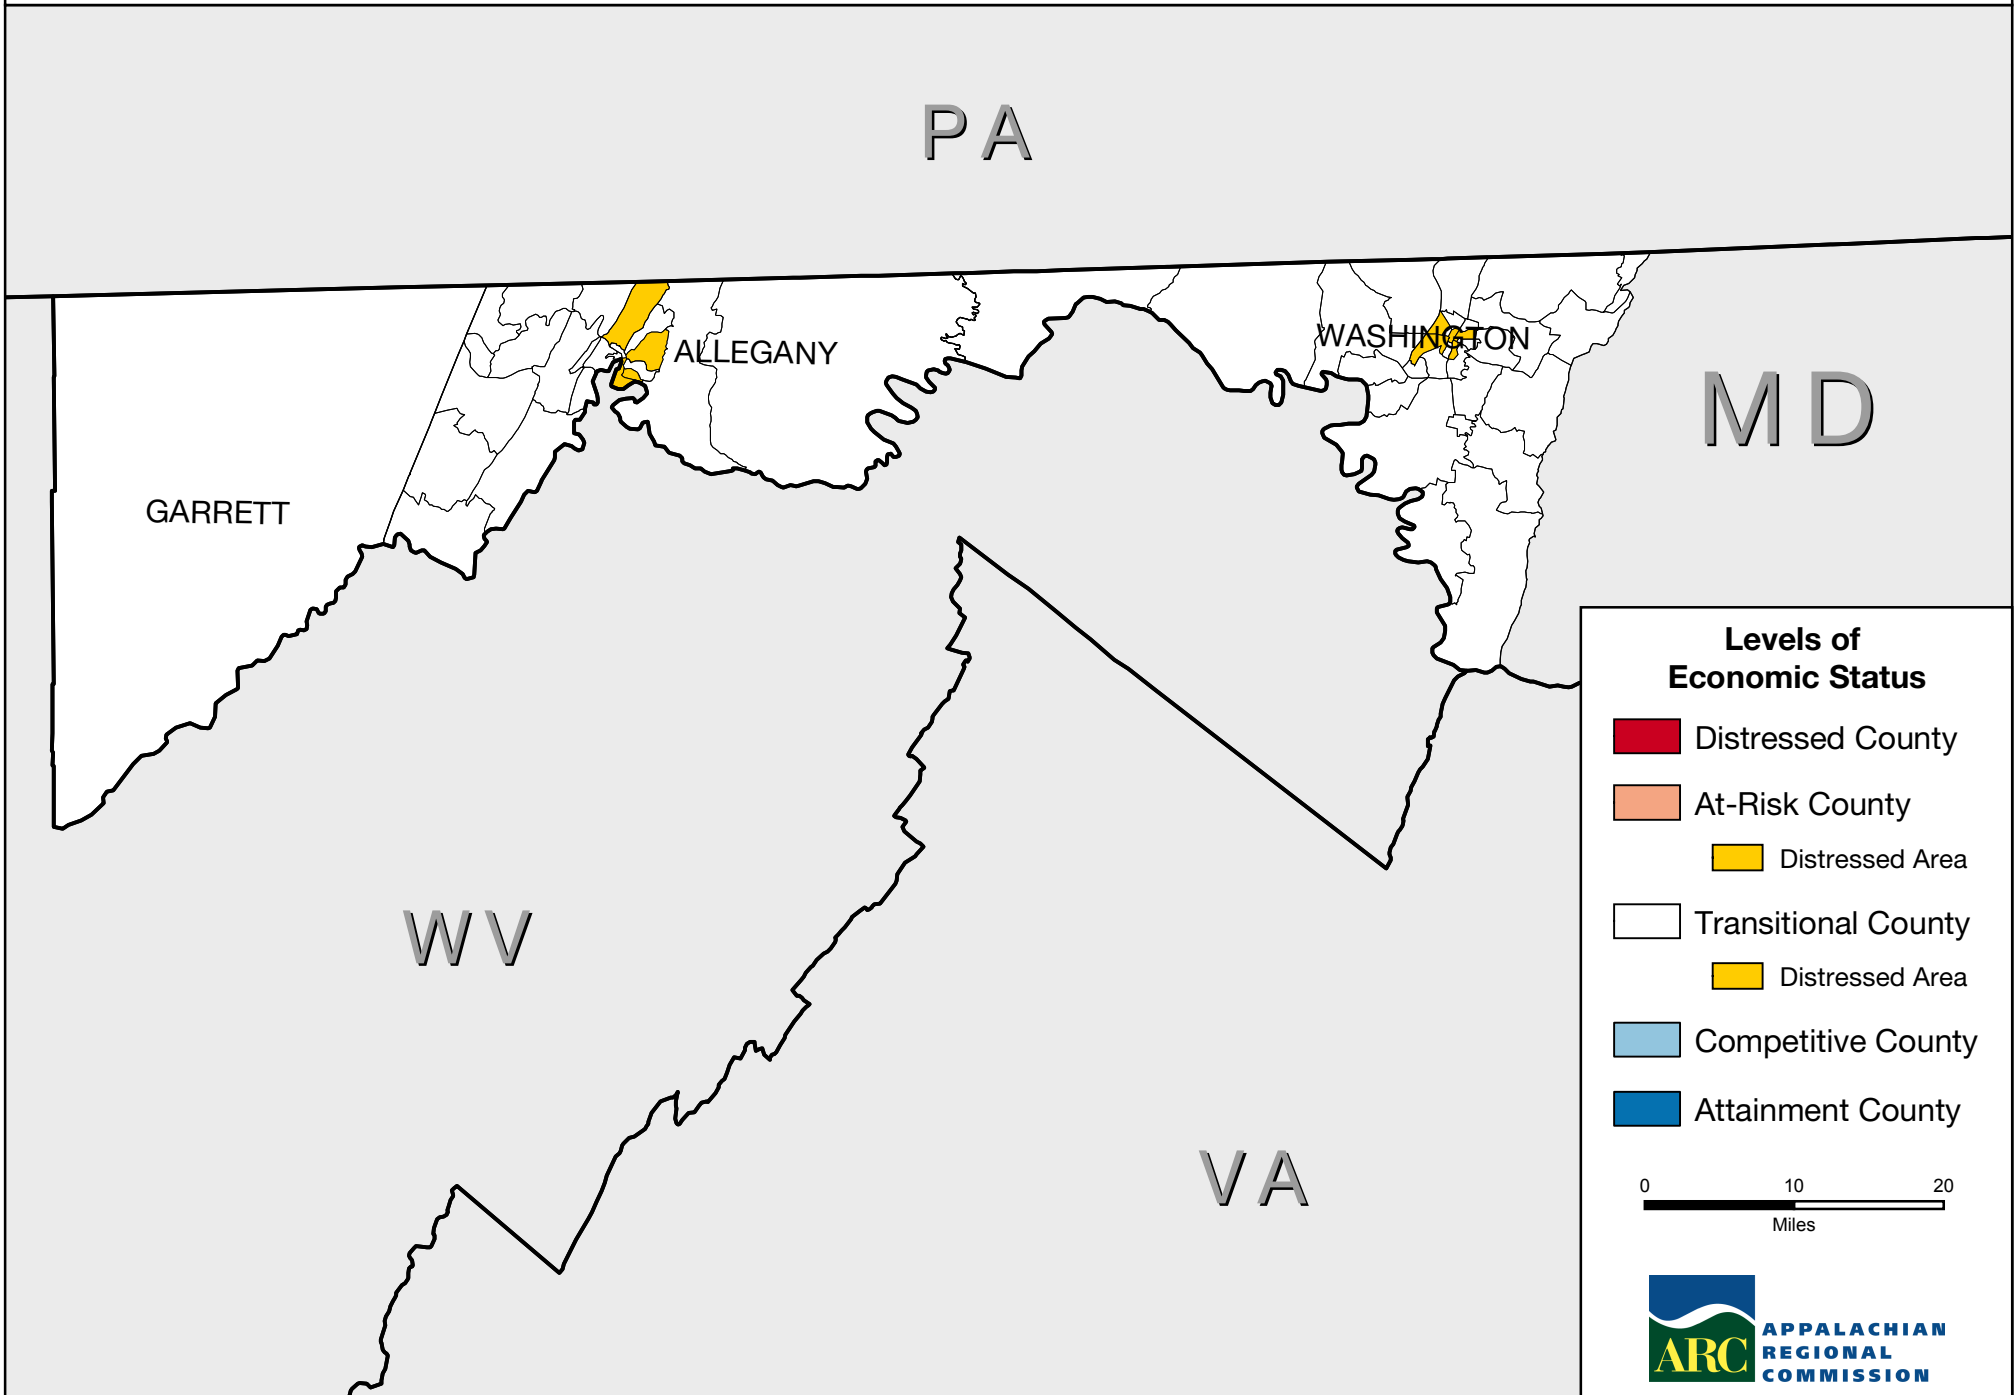 PA
WASHINGTON
ALLEGANY
MD
GARRETT
WV
VA
Levels of
Economic Status
Distressed County
At-Risk County
Distressed Area
Transitional County
Distressed Area
Competitive County
Attainment County
0 10 20
Miles
ARC
APPALACHIAN
REGIONAL
COMMISSION